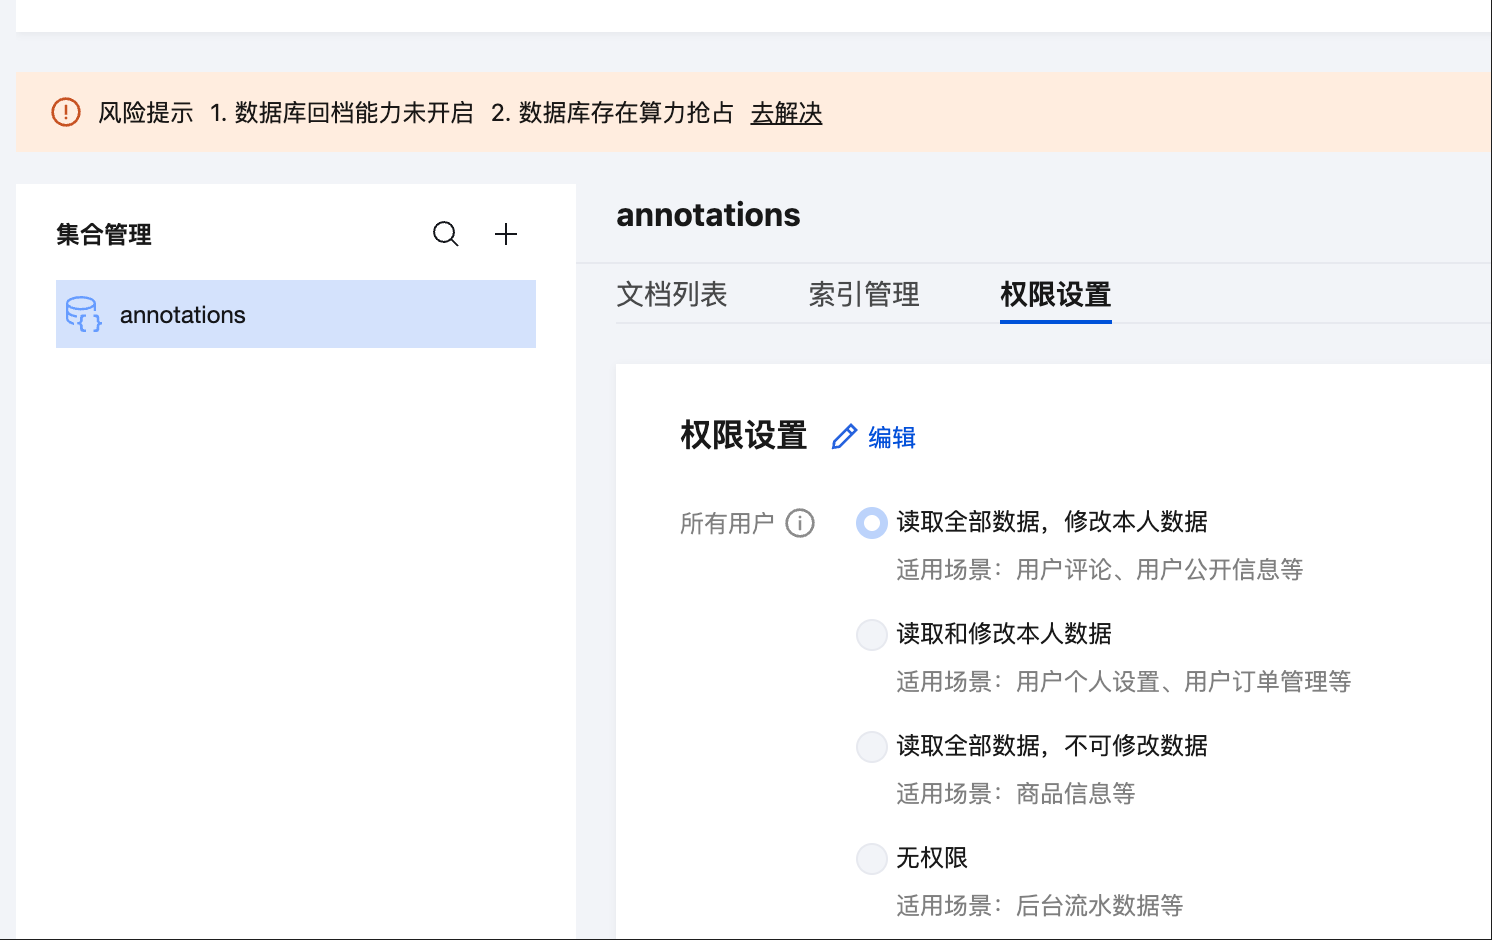 风险提示 1. 数据库回档能力未开启 2. 数据库存在算力抢占 去解决
集合管理
annotations
annotations
文档列表 索引管理 权限设置
权限设置 编辑
所有用户 读取全部数据，修改本人数据
适用场景：用户评论、用户公开信息等
读取和修改本人数据
适用场景：用户个人设置、用户订单管理等
读取全部数据，不可修改数据
适用场景：商品信息等
无权限
适用场景：后台流水数据等